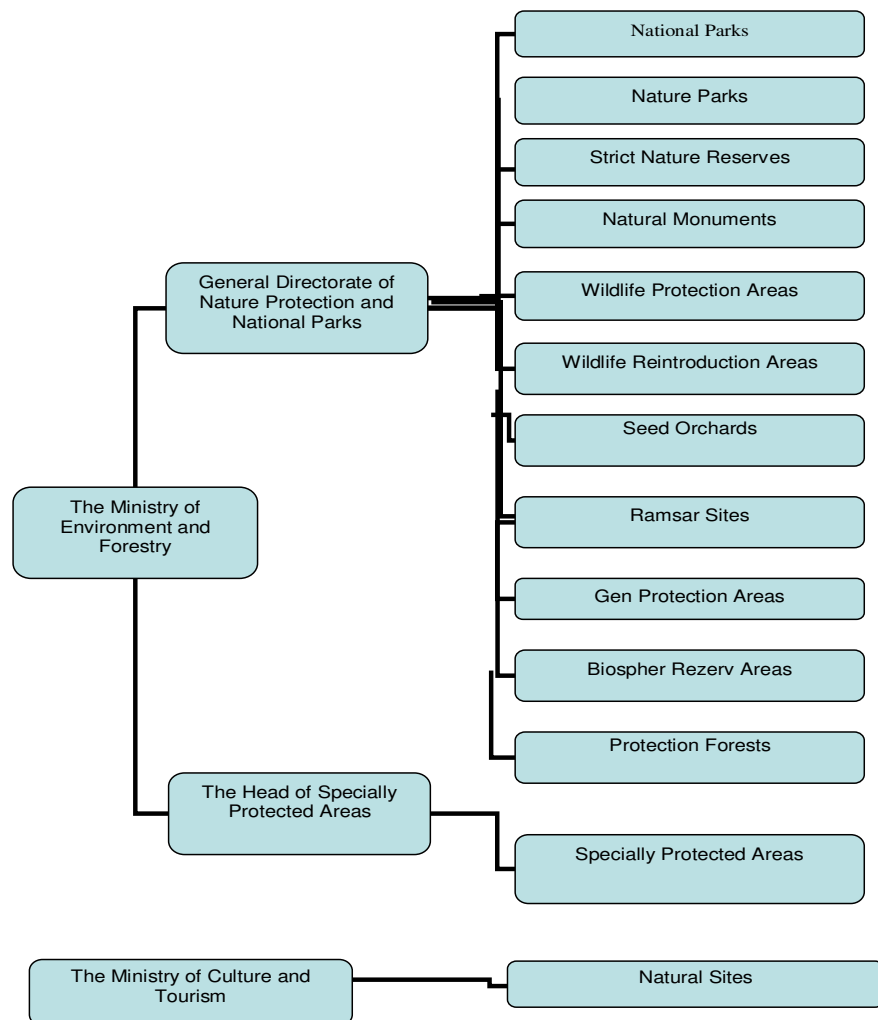 National Parks
Nature Parks
Strict Nature Reserves
Natural Monuments
General Directorate of
Nature Protection and
National Parks
Wildlife Protection Areas
Wildlife Reintroduction Areas
Seed Orchards
The Ministry of
Environment and
Forestry
Ramsar Sites
Gen Protection Areas
Biospher Rezerv Areas
Protection Forests
The Head of Specially
Protected Areas
Specially Protected Areas
The Ministry of Culture and
Tourism
Natural Sites